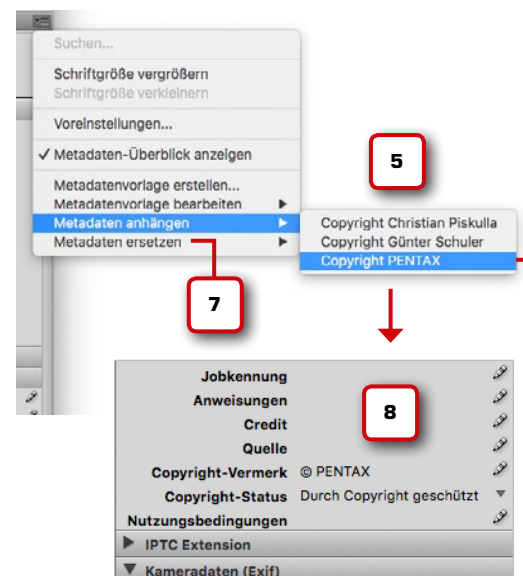 Suchen...
Schriftgröße vergrößern
Schriftgröße verkleinern
Voreinstellungen...
✓ Metadaten-Überblick anzeigen
Metadatenvorlage erstellen...
Metadatenvorlage bearbeiten
Metadaten anhängen
Metadaten ersetzen
5
Copyright Christian Piskulla
Copyright Günter Schuler
Copyright PENTAX
7
8
Jobkennung
Anweisungen
Credit
Quelle
Copyright-Vermerk © PENTAX
Copyright-Status Durch Copyright geschützt
Nutzungsbedingungen
IPTC Extension
Kameradaten (Exif)